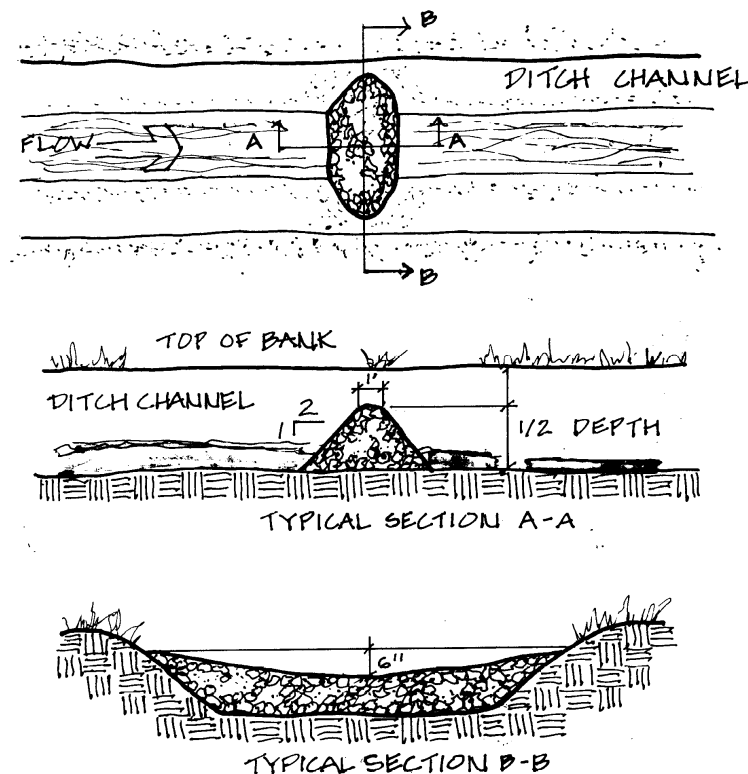 B
DITCH CHANNEL
FLOW
A
A
B
TOP OF BANK
1'
DITCH CHANNEL
2
1
1/2 DEPTH
TYPICAL SECTION A-A
6"
TYPICAL SECTION B-B